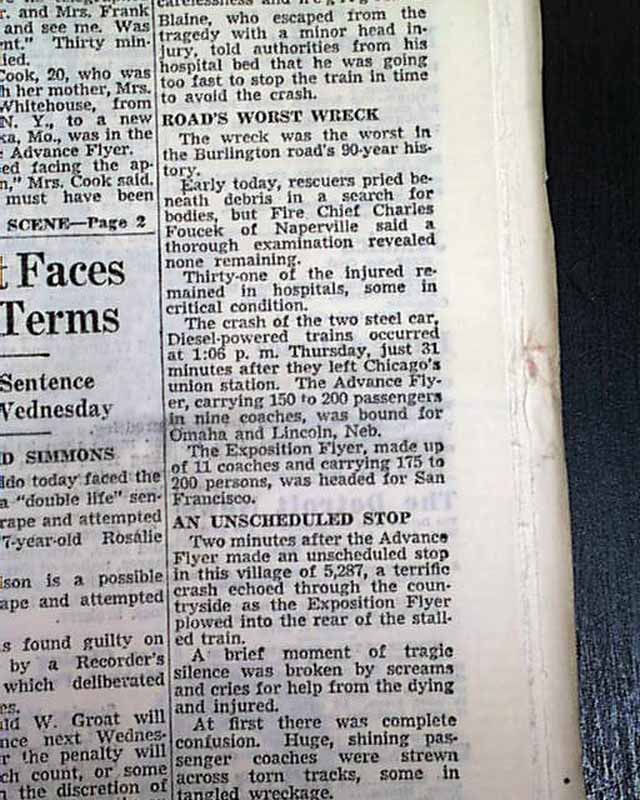 r. and Mrs. Frank
and see me. Was
nt." Thirty min-
ied.
Cook, 20, who was
h her mother, Mrs.
Whitehouse, from
N. Y., to a new
ka, Mo., was in the
Advance Flyer.
ed facing the ap-
n," Mrs. Cook said.
must have been
SCENE—Page 2
t Faces
Terms
Sentence
Wednesday
D SIMMONS
ldo today faced the
a "double life" sen-
rape and attempted
7-year-old Rosalie
ison is a possible
ape and attempted
s found guilty on
by a Recorder's
which deliberated
es.
ld W. Groat will
nce next Wednes-
r the penalty will
ch count, or some
n the discretion of
Blaine, who escaped from the
tragedy with a minor head in-
jury, told authorities from his
hospital bed that he was going
too fast to stop the train in time
to avoid the crash.
ROAD'S WORST WRECK
The wreck was the worst in
the Burlington road's 90-year his-
tory.
Early today, rescuers pried be-
neath debris in a search for
bodies, but Fire Chief Charles
Foucek of Naperville said a
thorough examination revealed
none remaining.
Thirty-one of the injured re-
mained in hospitals, some in
critical condition.
The crash of the two steel car,
Diesel-powered trains occurred
at 1:06 p. m. Thursday, just 31
minutes after they left Chicago's
union station. The Advance Fly-
er, carrying 150 to 200 passengers
in nine coaches, was bound for
Omaha and Lincoln, Neb.
The Exposition Flyer, made up
of 11 coaches and carrying 175 to
200 persons, was headed for San
Francisco.
AN UNSCHEDULED STOP
Two minutes after the Advance
Flyer made an unscheduled stop
in this village of 5,287, a terrific
crash echoed through the coun-
tryside as the Exposition Flyer
plowed into the rear of the stall-
ed train.
A brief moment of tragic
silence was broken by screams
and cries for help from the dying
and injured.
At first there was complete
confusion. Huge, shining pas-
senger coaches were strewn
across torn tracks, some in
tangled wreckage.